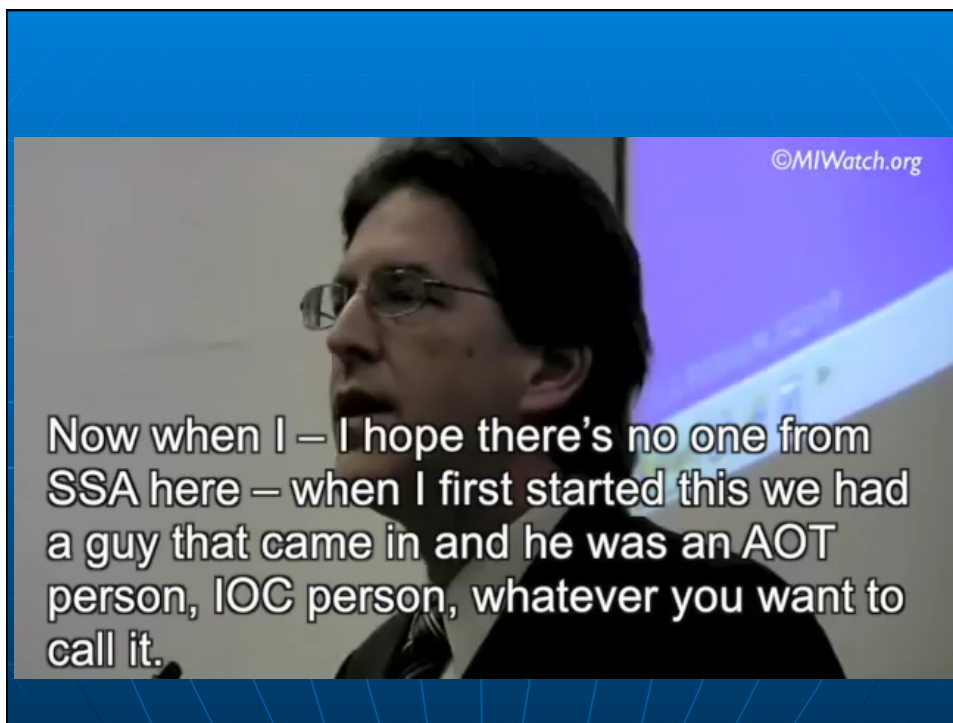 ©MIWatch.org
Now when I – I hope there's no one from
SSA here – when I first started this we had
a guy that came in and he was an AOT
person, IOC person, whatever you want to
call it.